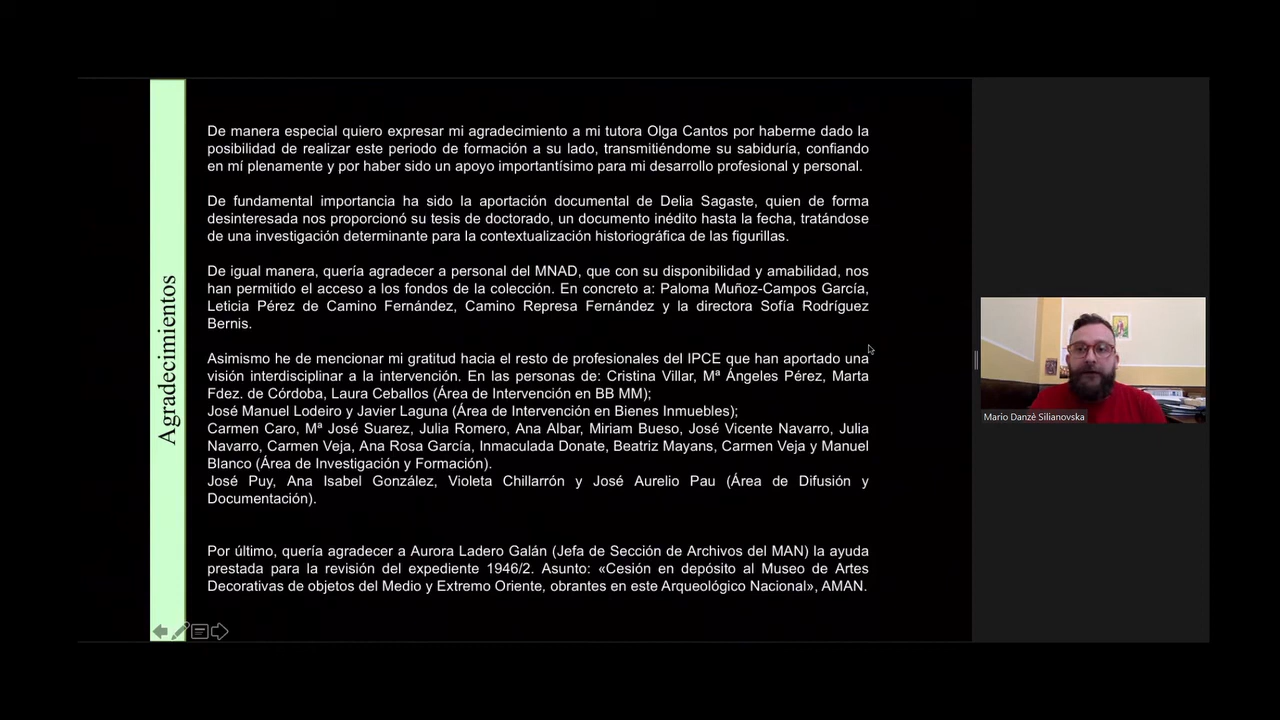 Agradecimientos
De manera especial quiero expresar mi agradecimiento a mi tutora Olga Cantos por haberme dado la
posibilidad de realizar este periodo de formación a su lado, transmitiéndome su sabiduría, confiando
en mí plenamente y por haber sido un apoyo importantísimo para mi desarrollo profesional y personal.
De fundamental importancia ha sido la aportación documental de Delia Sagaste, quien de forma
desinteresada nos proporcionó su tesis de doctorado, un documento inédito hasta la fecha, tratándose
de una investigación determinante para la contextualización historiográfica de las figurillas.
De igual manera, quería agradecer a personal del MNAD, que con su disponibilidad y amabilidad, nos
han permitido el acceso a los fondos de la colección. En concreto a: Paloma Muñoz-Campos García,
Leticia Pérez de Camino Fernández, Camino Represa Fernández y la directora Sofía Rodríguez
Bernis.
Asimismo he de mencionar mi gratitud hacia el resto de profesionales del IPCE que han aportado una
visión interdisciplinar a la intervención. En las personas de: Cristina Villar, Mª Ángeles Pérez, Marta
Fdez. de Córdoba, Laura Ceballos (Área de Intervención en BB MM);
José Manuel Lodeiro y Javier Laguna (Área de Intervención en Bienes Inmuebles);
Carmen Caro, Mª José Suarez, Julia Romero, Ana Albar, Miriam Bueso, José Vicente Navarro, Julia
Navarro, Carmen Veja, Ana Rosa García, Inmaculada Donate, Beatriz Mayans, Carmen Veja y Manuel
Blanco (Área de Investigación y Formación).
José Puy, Ana Isabel González, Violeta Chillarrón y José Aurelio Pau (Área de Difusión y
Documentación).
Por último, quería agradecer a Aurora Ladero Galán (Jefa de Sección de Archivos del MAN) la ayuda
prestada para la revisión del expediente 1946/2. Asunto: «Cesión en depósito al Museo de Artes
Decorativas de objetos del Medio y Extremo Oriente, obrantes en este Arqueológico Nacional», AMAN.
Mario Danzè Silianovska